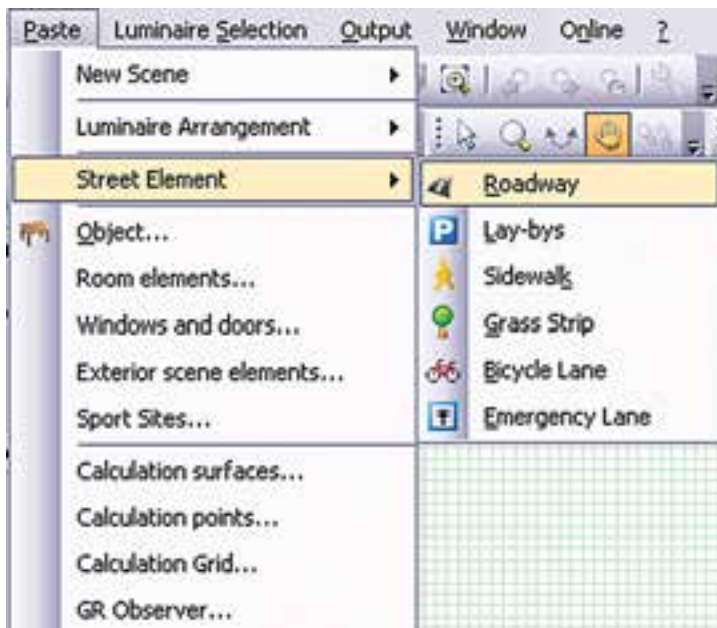 Paste Luminaire Selection Output Window Online ?
New Scene
Luminaire Arrangement
Street Element
Object...
Room elements...
Windows and doors...
Exterior scene elements...
Sport Sites...
Calculation surfaces...
Calculation points...
Calculation Grid...
GR Observer...
Roadway
P Lay-bys
Sidewalk
Grass Strip
Bicycle Lane
Emergency Lane